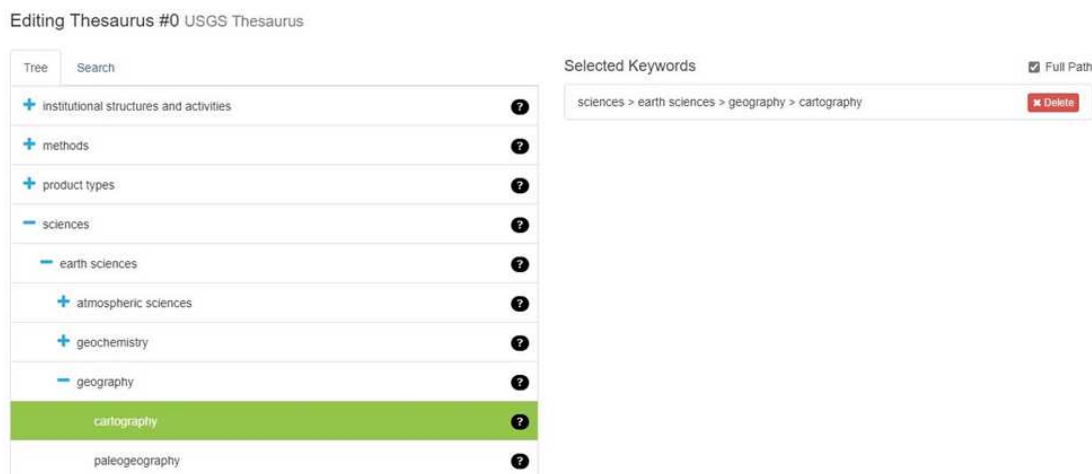 Editing Thesaurus #0 USGS Thesaurus
Tree Search
+ institutional structures and activities ?
+ methods ?
+ product types ?
− sciences ?
− earth sciences ?
+ atmospheric sciences ?
+ geochemistry ?
− geography ?
cartography ?
paleogeography ?
Selected Keywords Full Path
sciences > earth sciences > geography > cartography × Delete